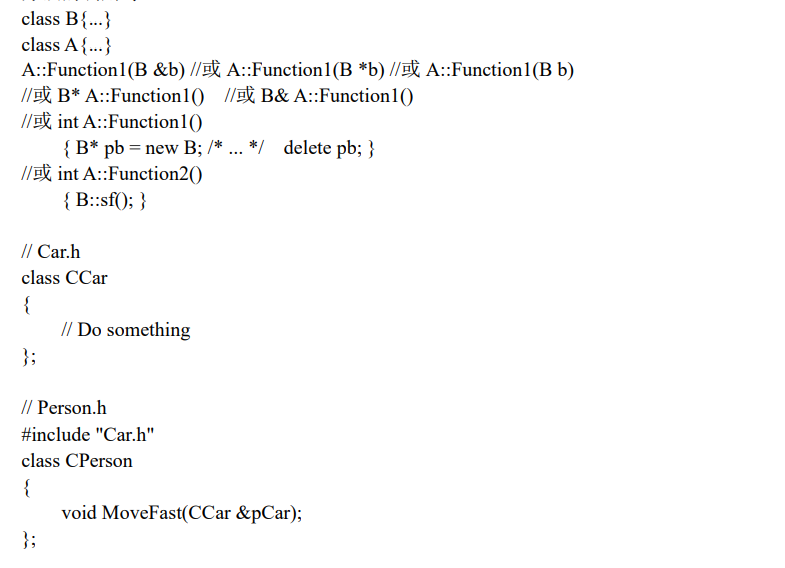 class B{...}
class A{...}
A::Function1(B &b) //或 A::Function1(B *b) //或 A::Function1(B b)
//或 B* A::Function1() //或 B& A::Function1()
//或 int A::Function1()
{ B* pb = new B; /* ... */ delete pb; }
//或 int A::Function2()
{ B::sf(); }
// Car.h
class CCar
{
// Do something
};
// Person.h
#include "Car.h"
class CPerson
{
void MoveFast(CCar &pCar);
};